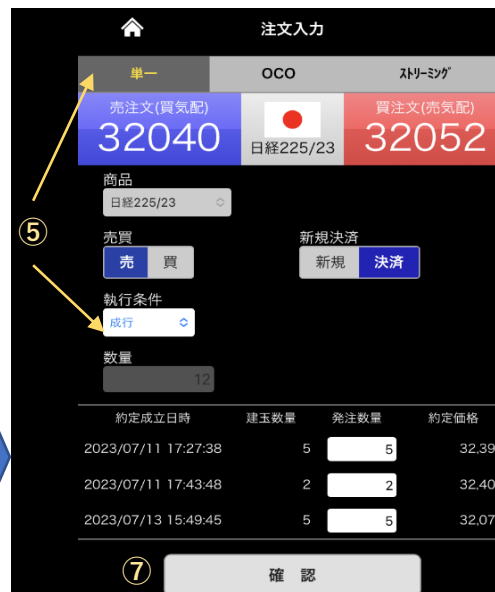 注文入力
単一 OCO ｽﾄﾘｰﾐﾝｸﾞ
売注文(買気配) 買注文(売気配)
32040 日経225/23 32052
商品
日経225/23
⑤
売買 新規決済
売 買 新規 決済
執行条件
成行
数量
12
約定成立日時 建玉数量 発注数量 約定価格
2023/07/11 17:27:38 5 5 32,39
2023/07/11 17:43:48 2 2 32,40
2023/07/13 15:49:45 5 5 32,07
⑦ 確 認